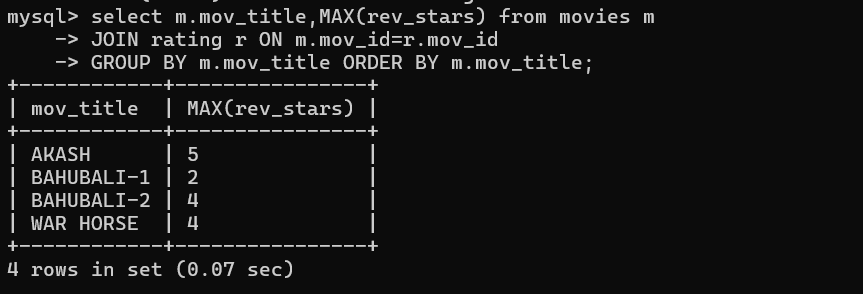 mysql> select m.mov_title,MAX(rev_stars) from movies m
    -> JOIN rating r ON m.mov_id=r.mov_id
    -> GROUP BY m.mov_title ORDER BY m.mov_title;
+------------+----------------+
| mov_title  | MAX(rev_stars) |
+------------+----------------+
| AKASH      | 5              |
| BAHUBALI-1 | 2              |
| BAHUBALI-2 | 4              |
| WAR HORSE  | 4              |
+------------+----------------+
4 rows in set (0.07 sec)